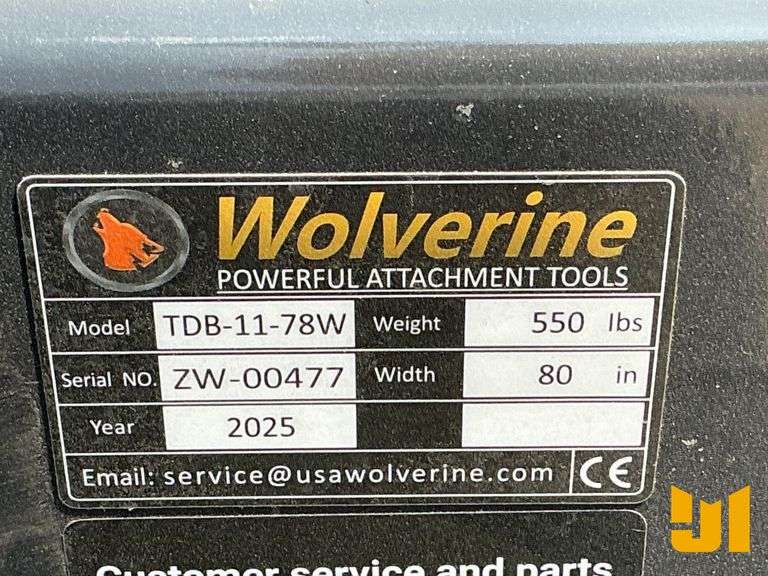 Wolverine
POWERFUL ATTACHMENT TOOLS
Model TDB-11-78W Weight 550 lbs
Serial NO. ZW-00477 Width 80 in
Year 2025
Email: service@usawolverine.com CE
Customer service and parts